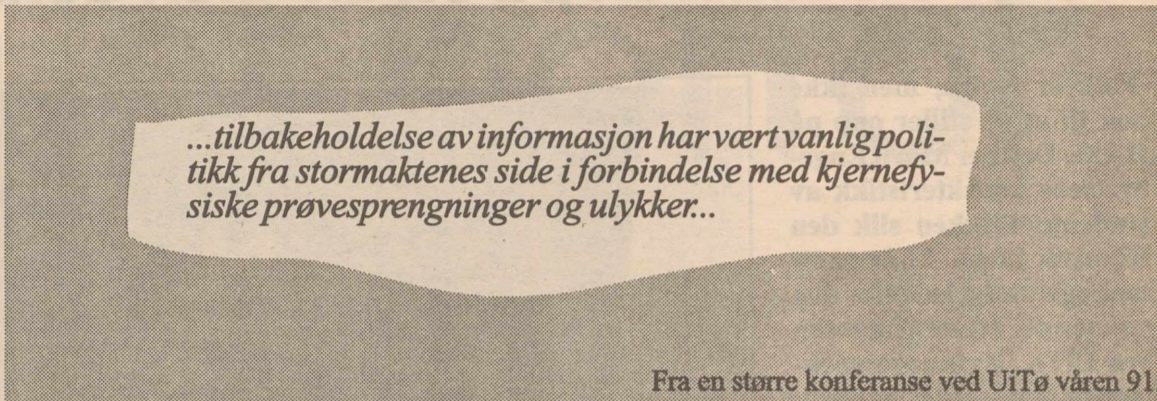 ...tilbakeholdelse av informasjon har vært vanlig poli-
tikk fra stormaktenes side i forbindelse med kjernefy-
siske prøvesprengninger og ulykker...
Fra en større konferanse ved UiTø våren 91